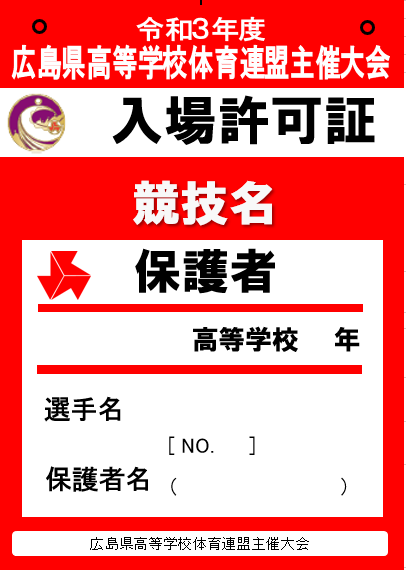 令和3年度
広島県高等学校体育連盟主催大会
入場許可証
競技名
保護者
高等学校 年
選手名
[ NO. ]
保護者名 ( )
広島県高等学校体育連盟主催大会